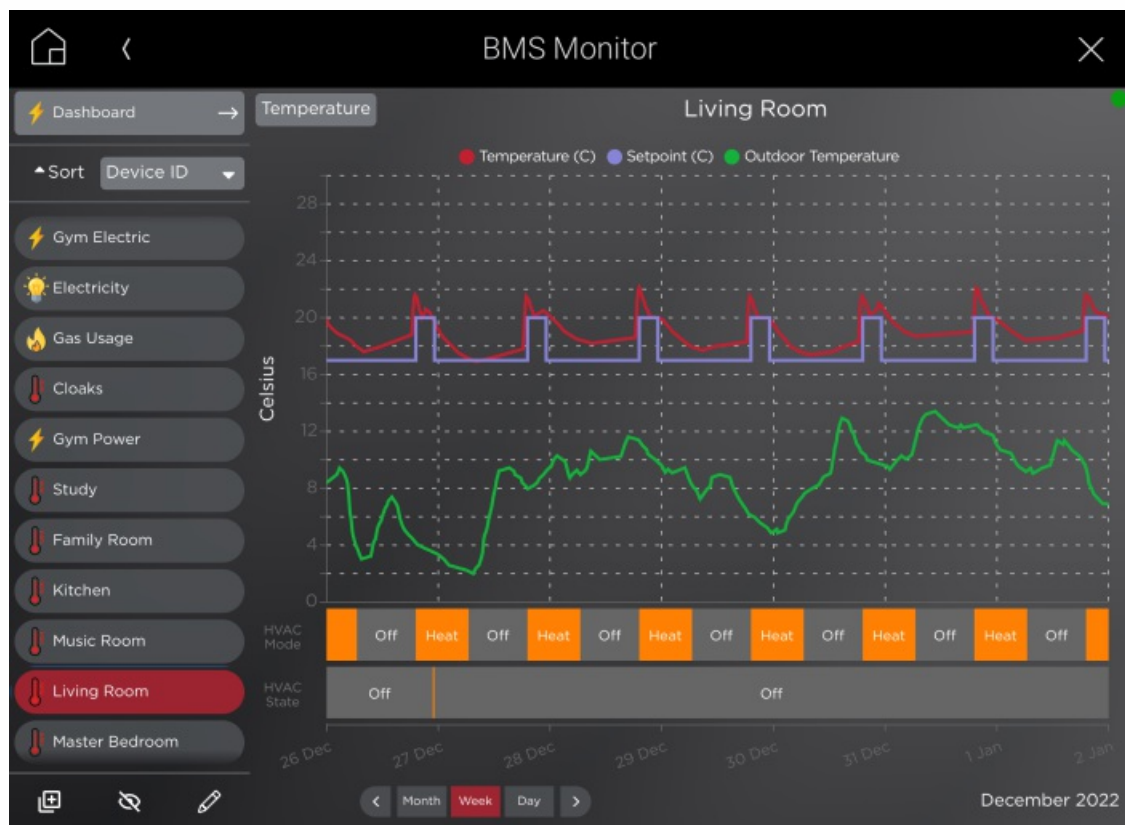 BMS Monitor
Dashboard
Sort Device ID
Gym Electric
Electricity
Gas Usage
Cloaks
Gym Power
Study
Family Room
Kitchen
Music Room
Living Room
Master Bedroom
Temperature
Living Room
Temperature (C) Setpoint (C) Outdoor Temperature
Celsius
28
24
20
16
12
8
4
0
HVAC
Mode
Off Heat Off Heat Off Heat Off Heat Off Heat Off Heat Off
HVAC
State
Off Off
26 Dec 27 Dec 28 Dec 29 Dec 30 Dec 31 Dec 1 Jan 2 Jan
Month Week Day
December 2022